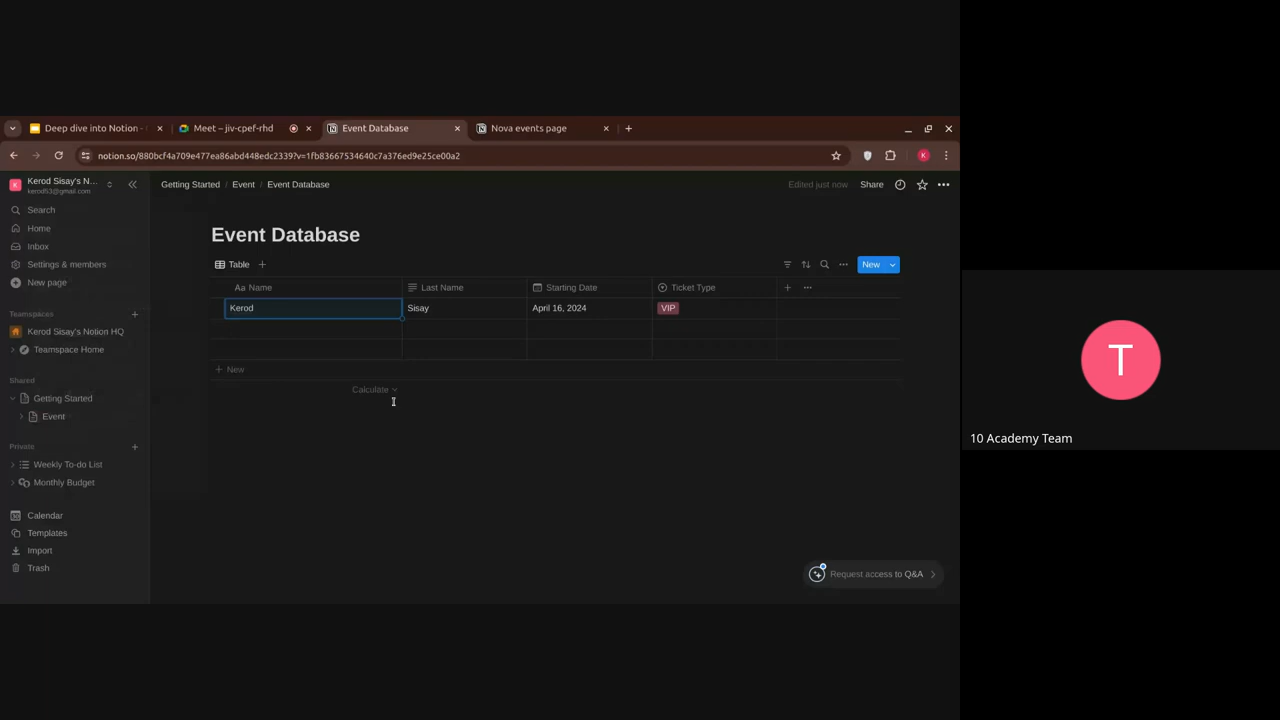 Deep dive into Notion -
Meet – jiv-cpef-rhd
Event Database
Nova events page
notion.so/880bcf4a709e477ea86abd448edc2339?v=1fb83667534640c7a376ed9e25ce00a2
K
K
Kerod Sisay's N...
kerod53@gmail.com
Getting Started / Event / Event Database
Edited just now
Share
Search
Home
Inbox
Settings & members
New page
Teamspaces
Kerod Sisay's Notion HQ
Teamspace Home
Shared
Getting Started
Event
Private
Weekly To-do List
Monthly Budget
Calendar
Templates
Import
Trash
Event Database
Table
New
Aa Name
Last Name
Starting Date
Ticket Type
Kerod
Sisay
April 16, 2024
VIP
+ New
Calculate
Request access to Q&A
T
10 Academy Team